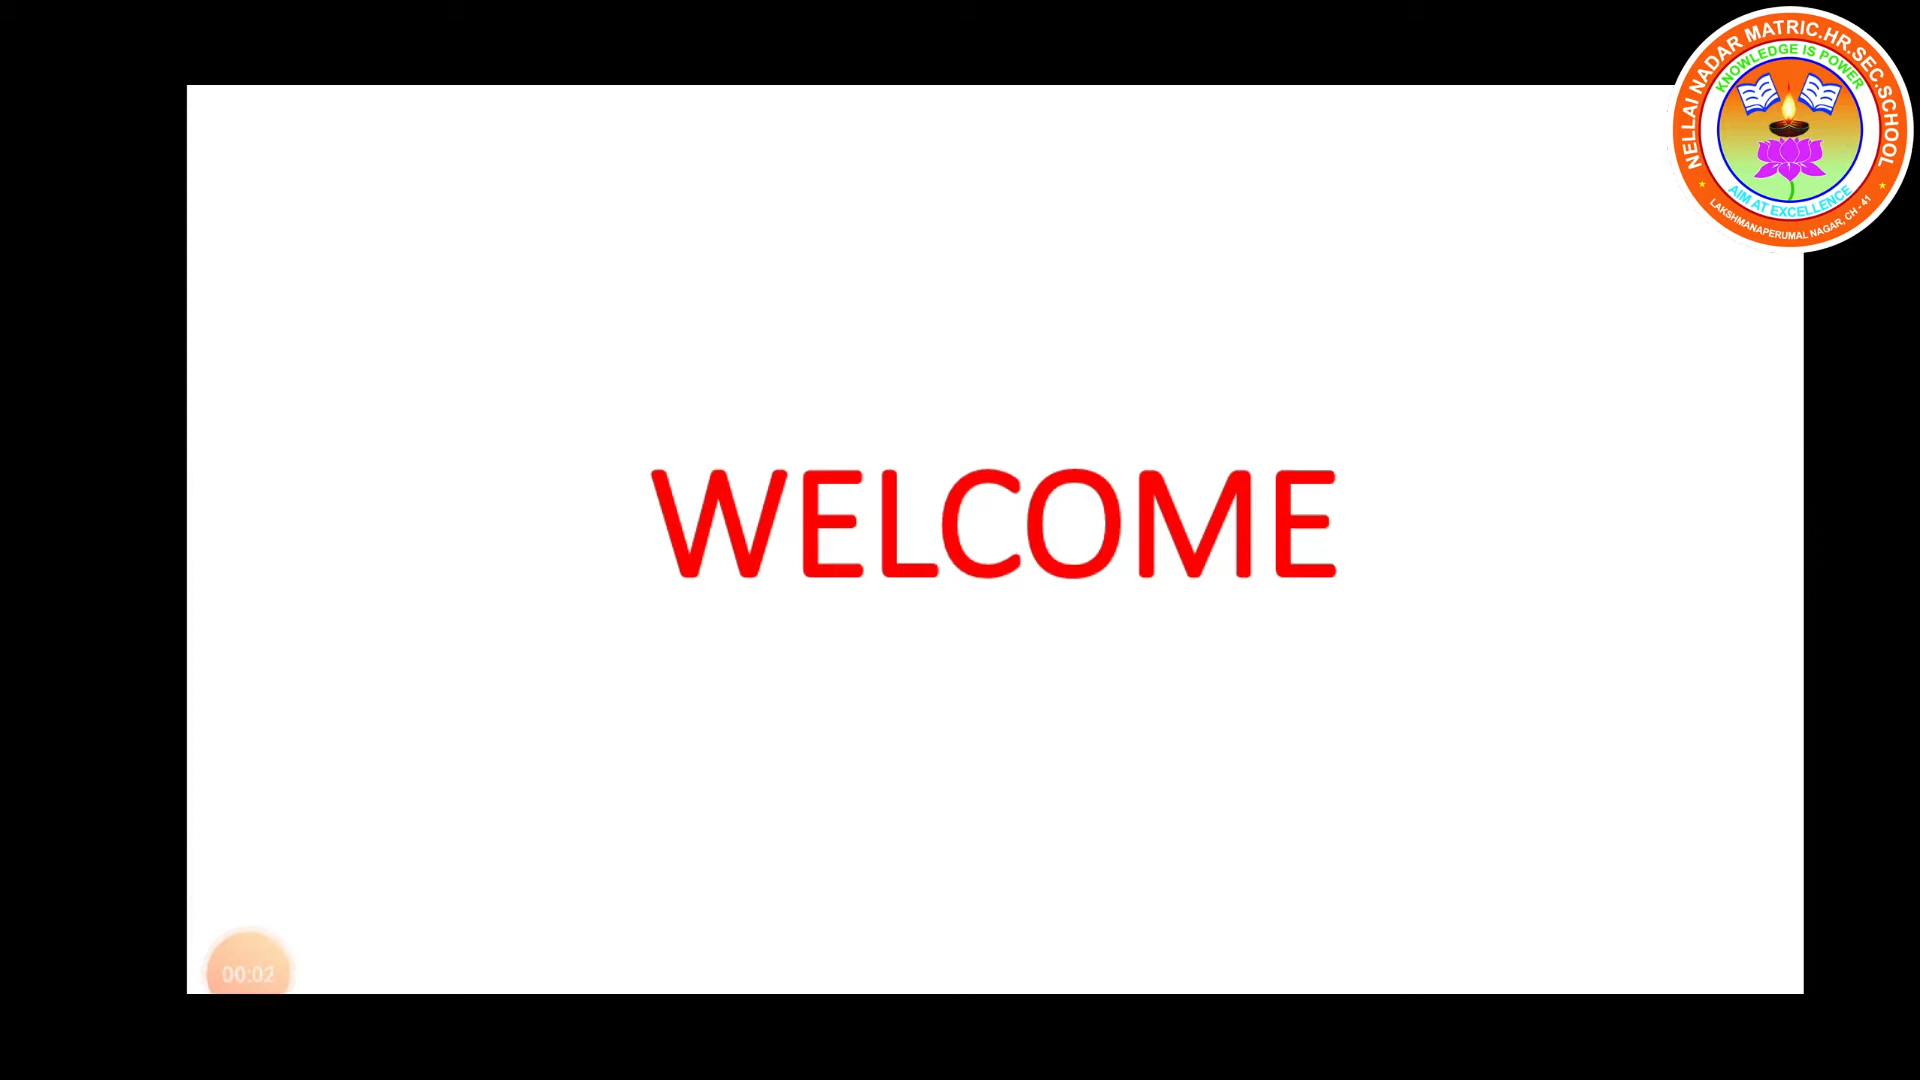 NELLAI NADAR MATRIC.HR.SEC.SCHOOL
KNOWLEDGE IS POWER
AIM AT EXCELLENCE
LAKSHMANAPERUMAL NAGAR, CH - 41
WELCOME
00:02